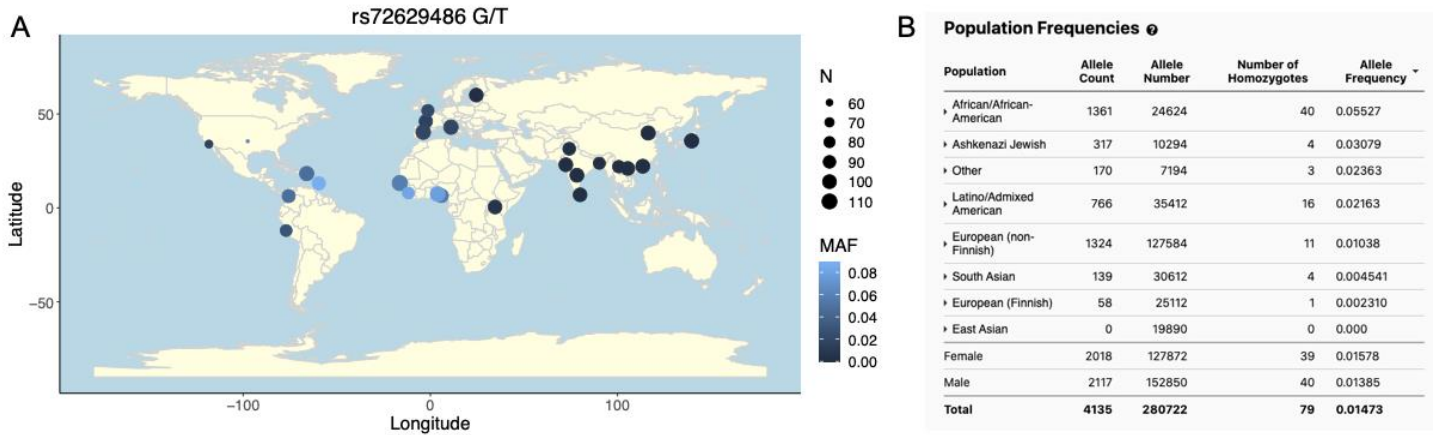 A
rs72629486 G/T
Latitude
50
0
−50
−100
0
100
Longitude
N
60
70
80
90
100
110
MAF
0.08
0.06
0.04
0.02
0.00
B
Population Frequencies ?
Population Allele Count Allele Number Number of Homozygotes Allele Frequency
African/African-American 1361 24624 40 0.05527
Ashkenazi Jewish 317 10294 4 0.03079
Other 170 7194 3 0.02363
Latino/Admixed American 766 35412 16 0.02163
European (non-Finnish) 1324 127584 11 0.01038
South Asian 139 30612 4 0.004541
European (Finnish) 58 25112 1 0.002310
East Asian 0 19890 0 0.000
Female 2018 127872 39 0.01578
Male 2117 152850 40 0.01385
Total 4135 280722 79 0.01473